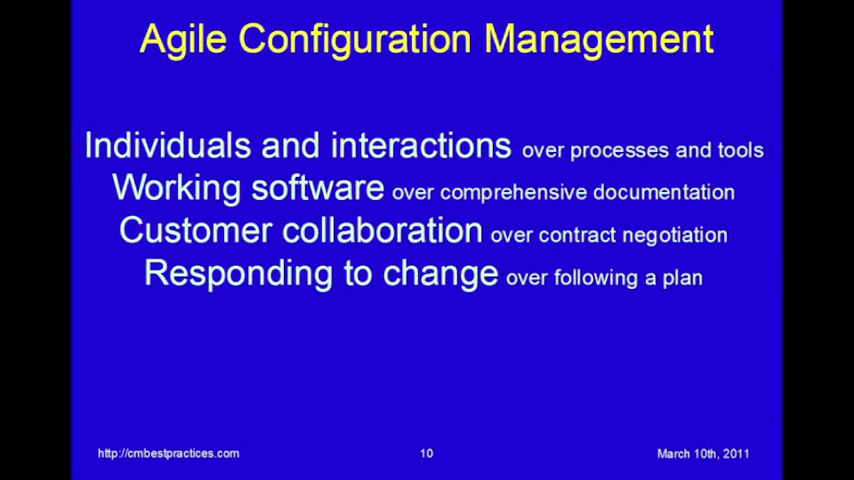 Agile Configuration Management
Individuals and interactions over processes and tools
Working software over comprehensive documentation
Customer collaboration over contract negotiation
Responding to change over following a plan
http://cmbestpractices.com 10 March 10th, 2011